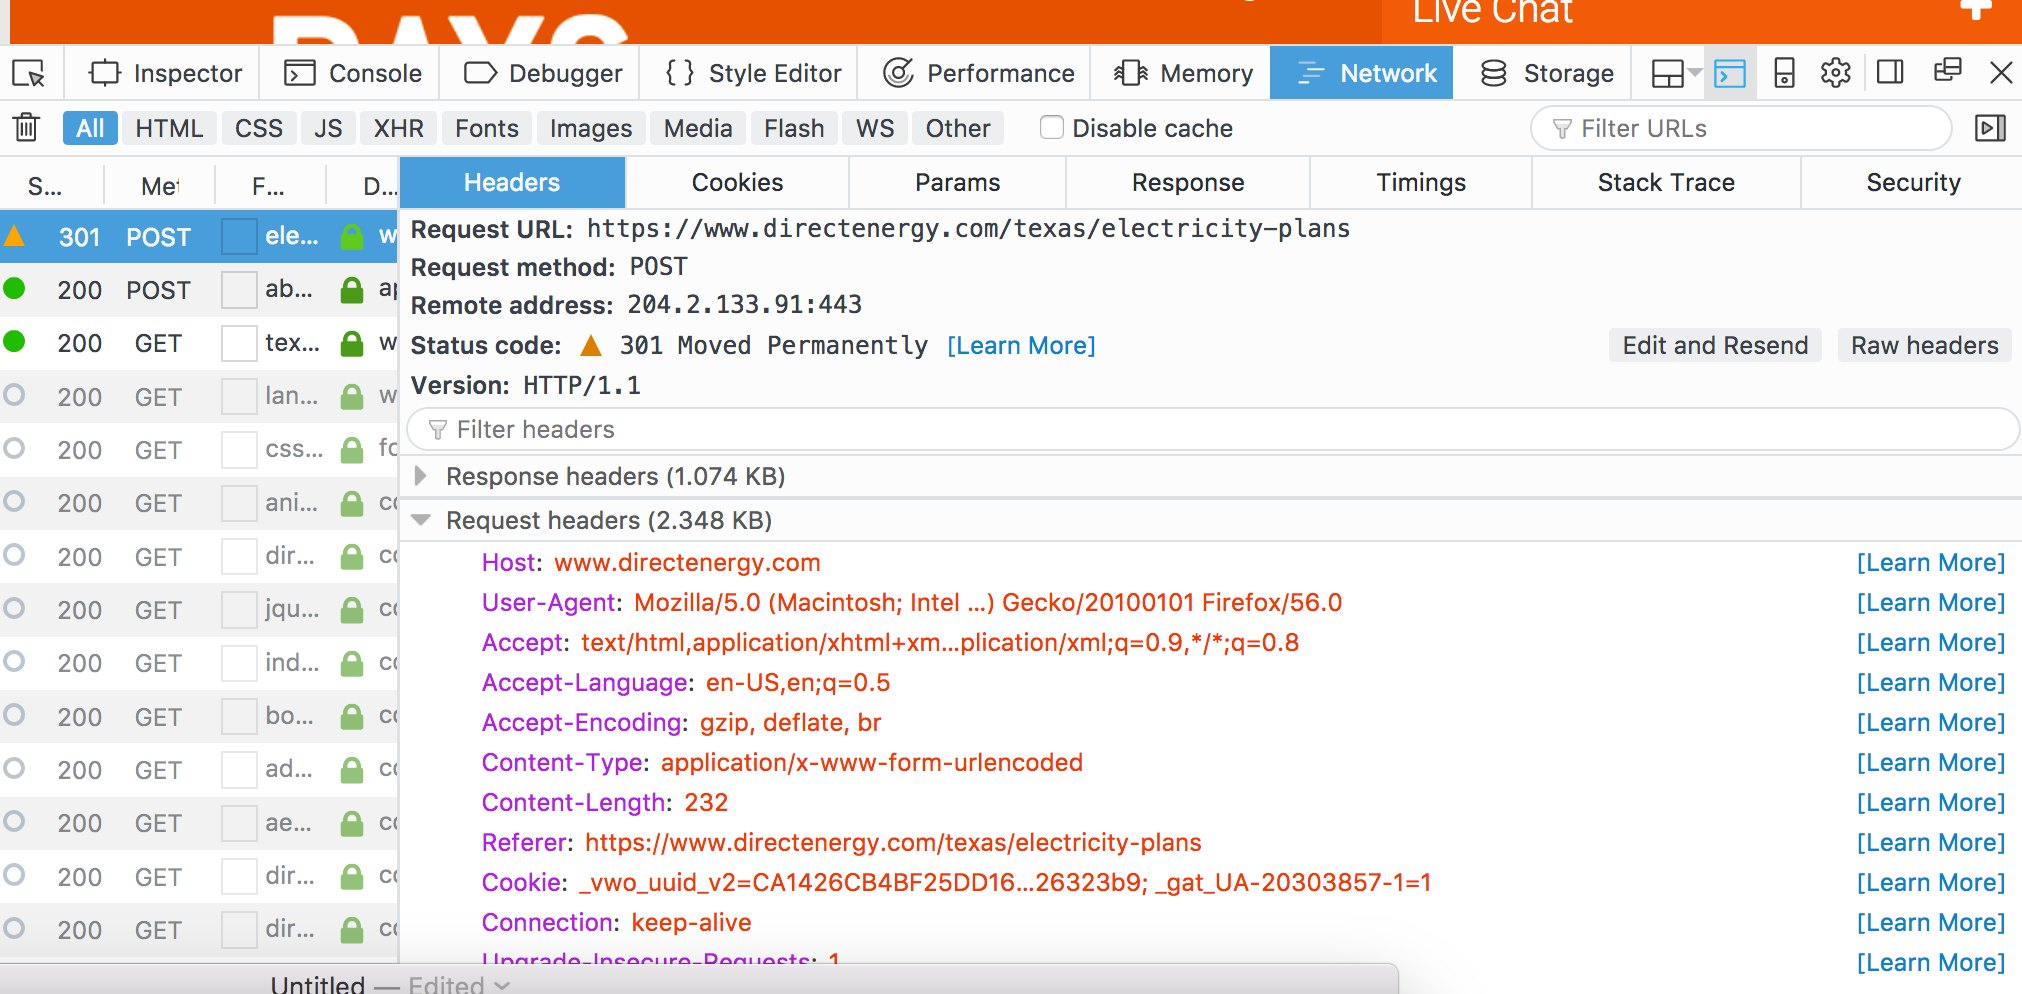 DAYS
Live Chat
Inspector Console Debugger { } Style Editor Performance Memory Network Storage
All HTML CSS JS XHR Fonts Images Media Flash WS Other Disable cache Filter URLs
S... Met F... D... Headers Cookies Params Response Timings Stack Trace Security
301 POST ele... w
200 POST ab... ap
200 GET tex... w
200 GET lan... w
200 GET css... fo
200 GET ani... co
200 GET dir... co
200 GET jqu... co
200 GET ind... co
200 GET bo... co
200 GET ad... co
200 GET ae... co
200 GET dir... co
200 GET dir... co
Request URL: https://www.directenergy.com/texas/electricity-plans
Request method: POST
Remote address: 204.2.133.91:443
Status code: 301 Moved Permanently [Learn More] Edit and Resend Raw headers
Version: HTTP/1.1
Filter headers
Response headers (1.074 KB)
Request headers (2.348 KB)
Host: www.directenergy.com [Learn More]
User-Agent: Mozilla/5.0 (Macintosh; Intel ...) Gecko/20100101 Firefox/56.0 [Learn More]
Accept: text/html,application/xhtml+xm...plication/xml;q=0.9,*/*;q=0.8 [Learn More]
Accept-Language: en-US,en;q=0.5 [Learn More]
Accept-Encoding: gzip, deflate, br [Learn More]
Content-Type: application/x-www-form-urlencoded [Learn More]
Content-Length: 232 [Learn More]
Referer: https://www.directenergy.com/texas/electricity-plans [Learn More]
Cookie: _vwo_uuid_v2=CA1426CB4BF25DD16...26323b9; _gat_UA-20303857-1=1 [Learn More]
Connection: keep-alive [Learn More]
Upgrade-Insecure-Requests: 1 [Learn More]
Untitled — Edited